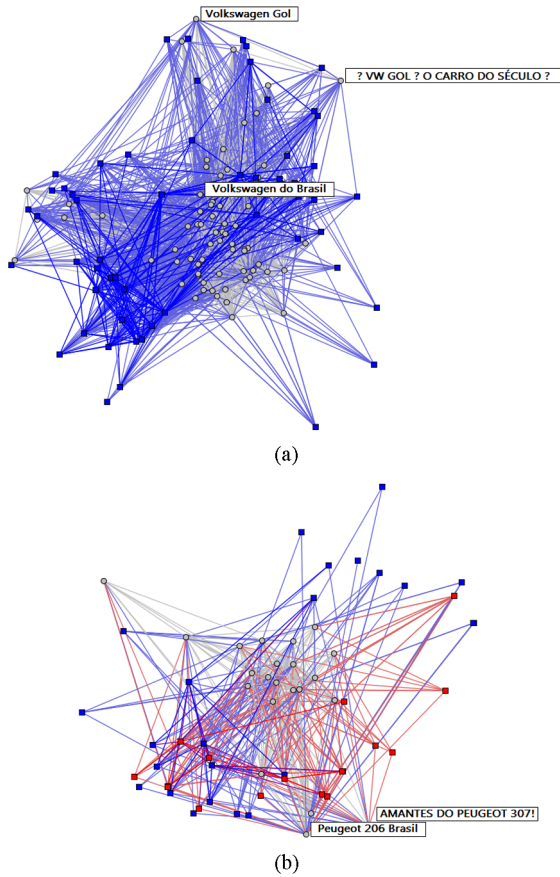 Volkswagen Gol
? VW GOL ? O CARRO DO SÉCULO ?
Volkswagen do Brasil
(a)
AMANTES DO PEUGEOT 307!
Peugeot 206 Brasil
(b)